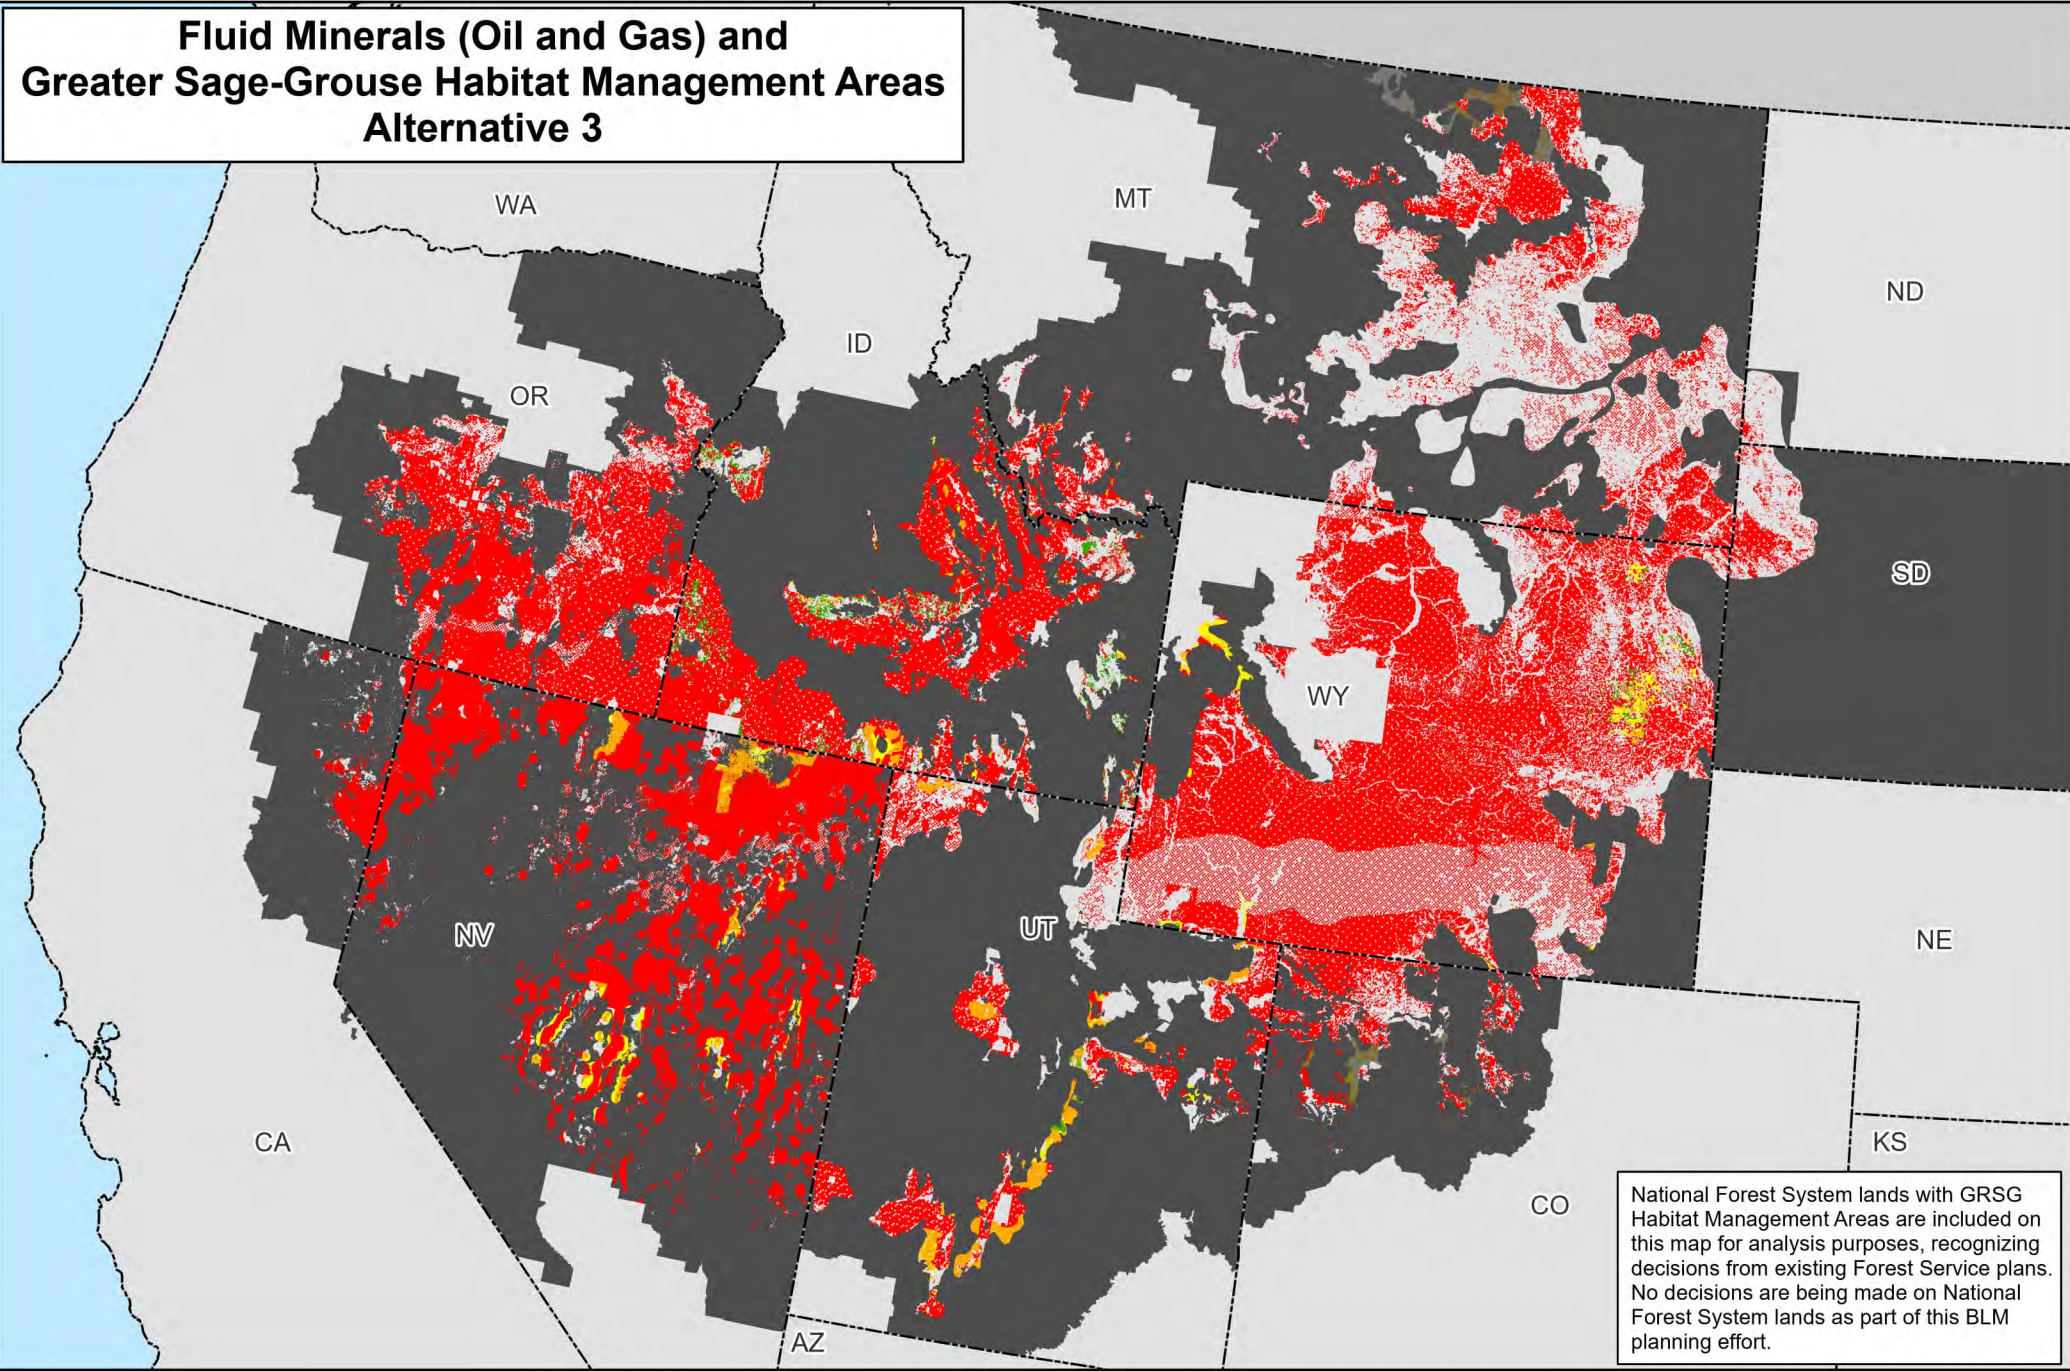 Fluid Minerals (Oil and Gas) and
Greater Sage-Grouse Habitat Management Areas
Alternative 3
WA
MT
ND
ID
OR
SD
WY
NV
UT
NE
CA
KS
CO
AZ
National Forest System lands with GRSG
Habitat Management Areas are included on
this map for analysis purposes, recognizing
decisions from existing Forest Service plans.
No decisions are being made on National
Forest System lands as part of this BLM
planning effort.